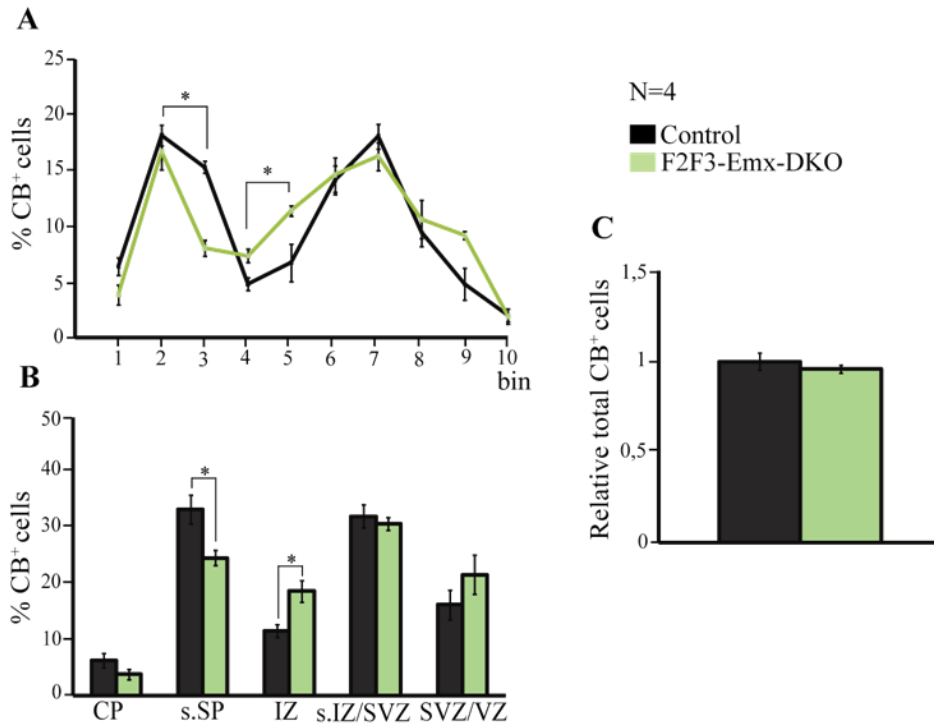 A
% CB⁺ cells
25
20
15
10
5
0
*
*
1 2 3 4 5 6 7 8 9 10
bin
N=4
Control
F2F3-Emx-DKO
B
% CB⁺ cells
50
40
30
20
10
0
*
*
CP s.SP IZ s.IZ/SVZ SVZ/VZ
C
Relative total CB⁺ cells
1,5
1
0,5
0